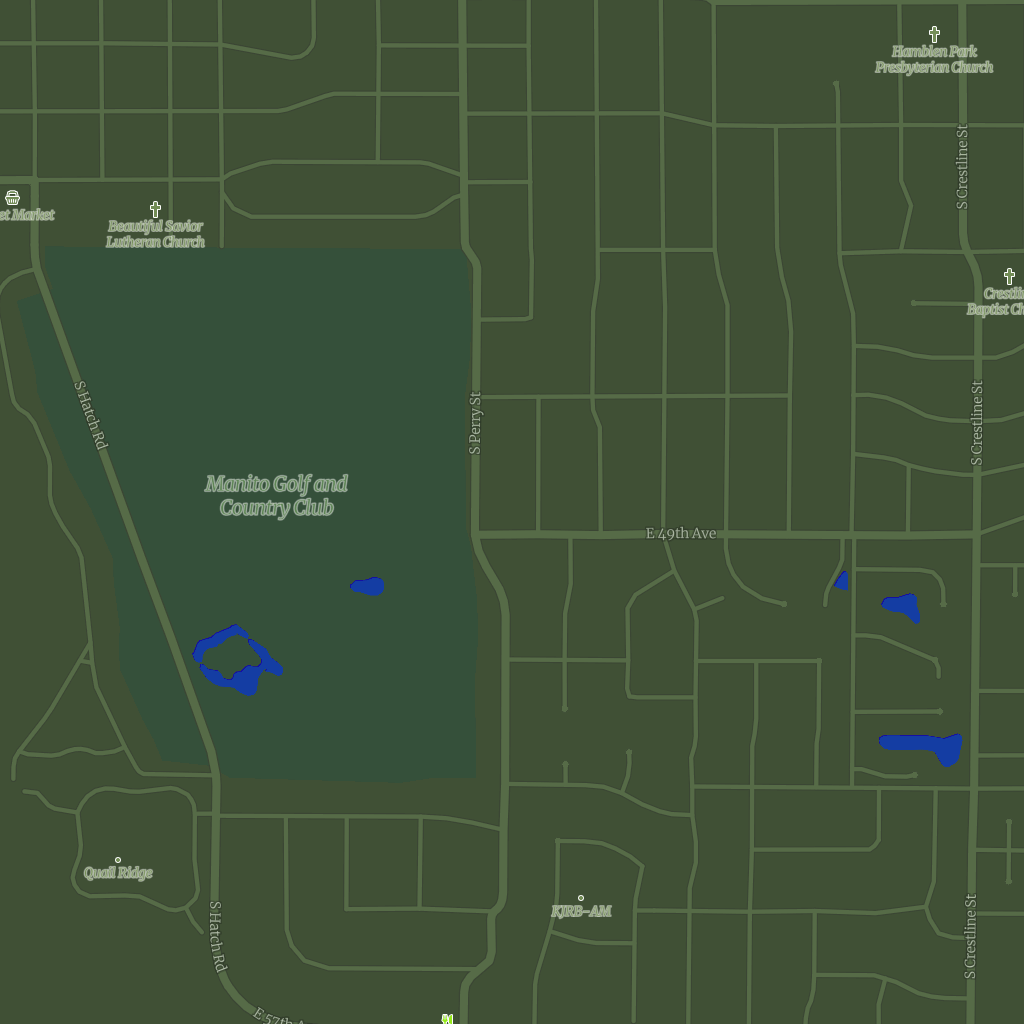 Hamblen Park
Presbyterian Church
S Crestline St
et Market
Beautiful Savior
Lutheran Church
Crestli
Baptist Ch
S Hatch Rd
S Perry St
S Crestline St
Manito Golf and
Country Club
E 49th Ave
Quail Ridge
KJRB-AM
S Hatch Rd
S Crestline St
E 57th A